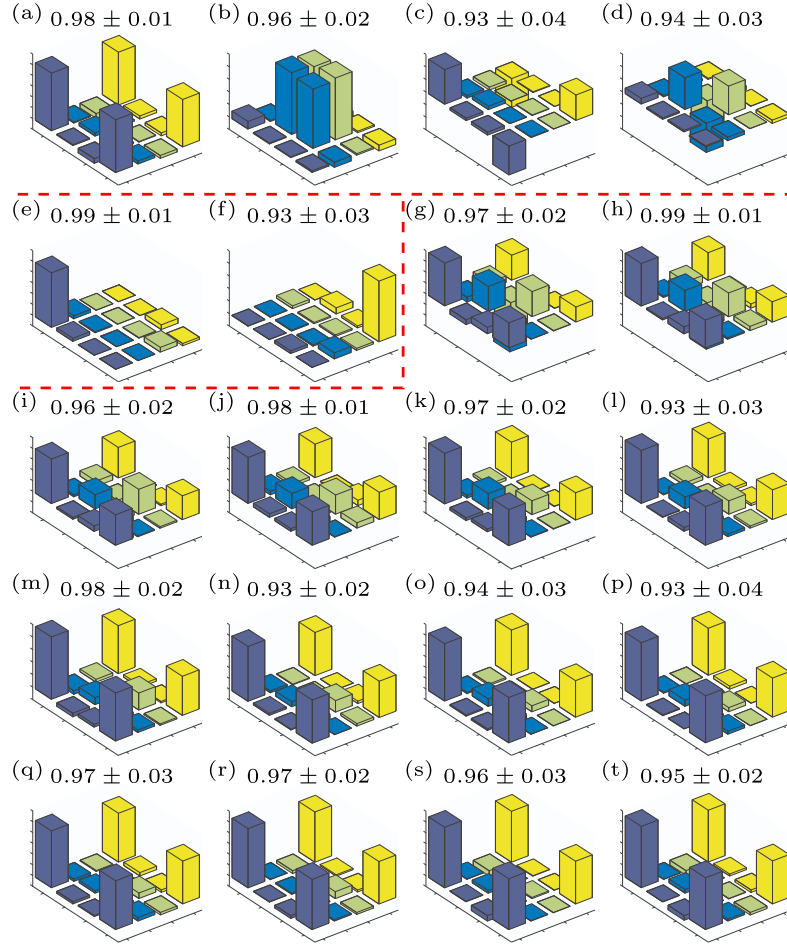 (a) 0.98 ± 0.01 (b) 0.96 ± 0.02 (c) 0.93 ± 0.04 (d) 0.94 ± 0.03
(e) 0.99 ± 0.01 (f) 0.93 ± 0.03 (g) 0.97 ± 0.02 (h) 0.99 ± 0.01
(i) 0.96 ± 0.02 (j) 0.98 ± 0.01 (k) 0.97 ± 0.02 (l) 0.93 ± 0.03
(m) 0.98 ± 0.02 (n) 0.93 ± 0.02 (o) 0.94 ± 0.03 (p) 0.93 ± 0.04
(q) 0.97 ± 0.03 (r) 0.97 ± 0.02 (s) 0.96 ± 0.03 (t) 0.95 ± 0.02